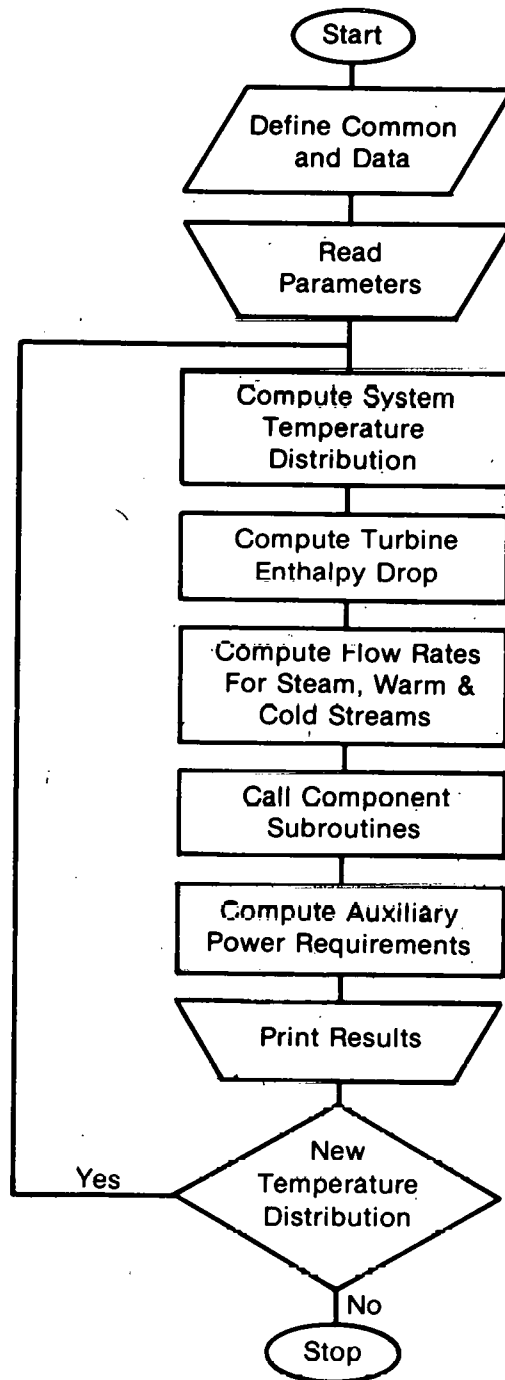 Start
Define Common
and Data
Read
Parameters
Compute System
Temperature
Distribution
Compute Turbine
Enthalpy Drop
Compute Flow Rates
For Steam, Warm &
Cold Streams
Call Component
Subroutines
Compute Auxiliary
Power Requirements
Print Results
New
Temperature
Distribution
Yes
No
Stop